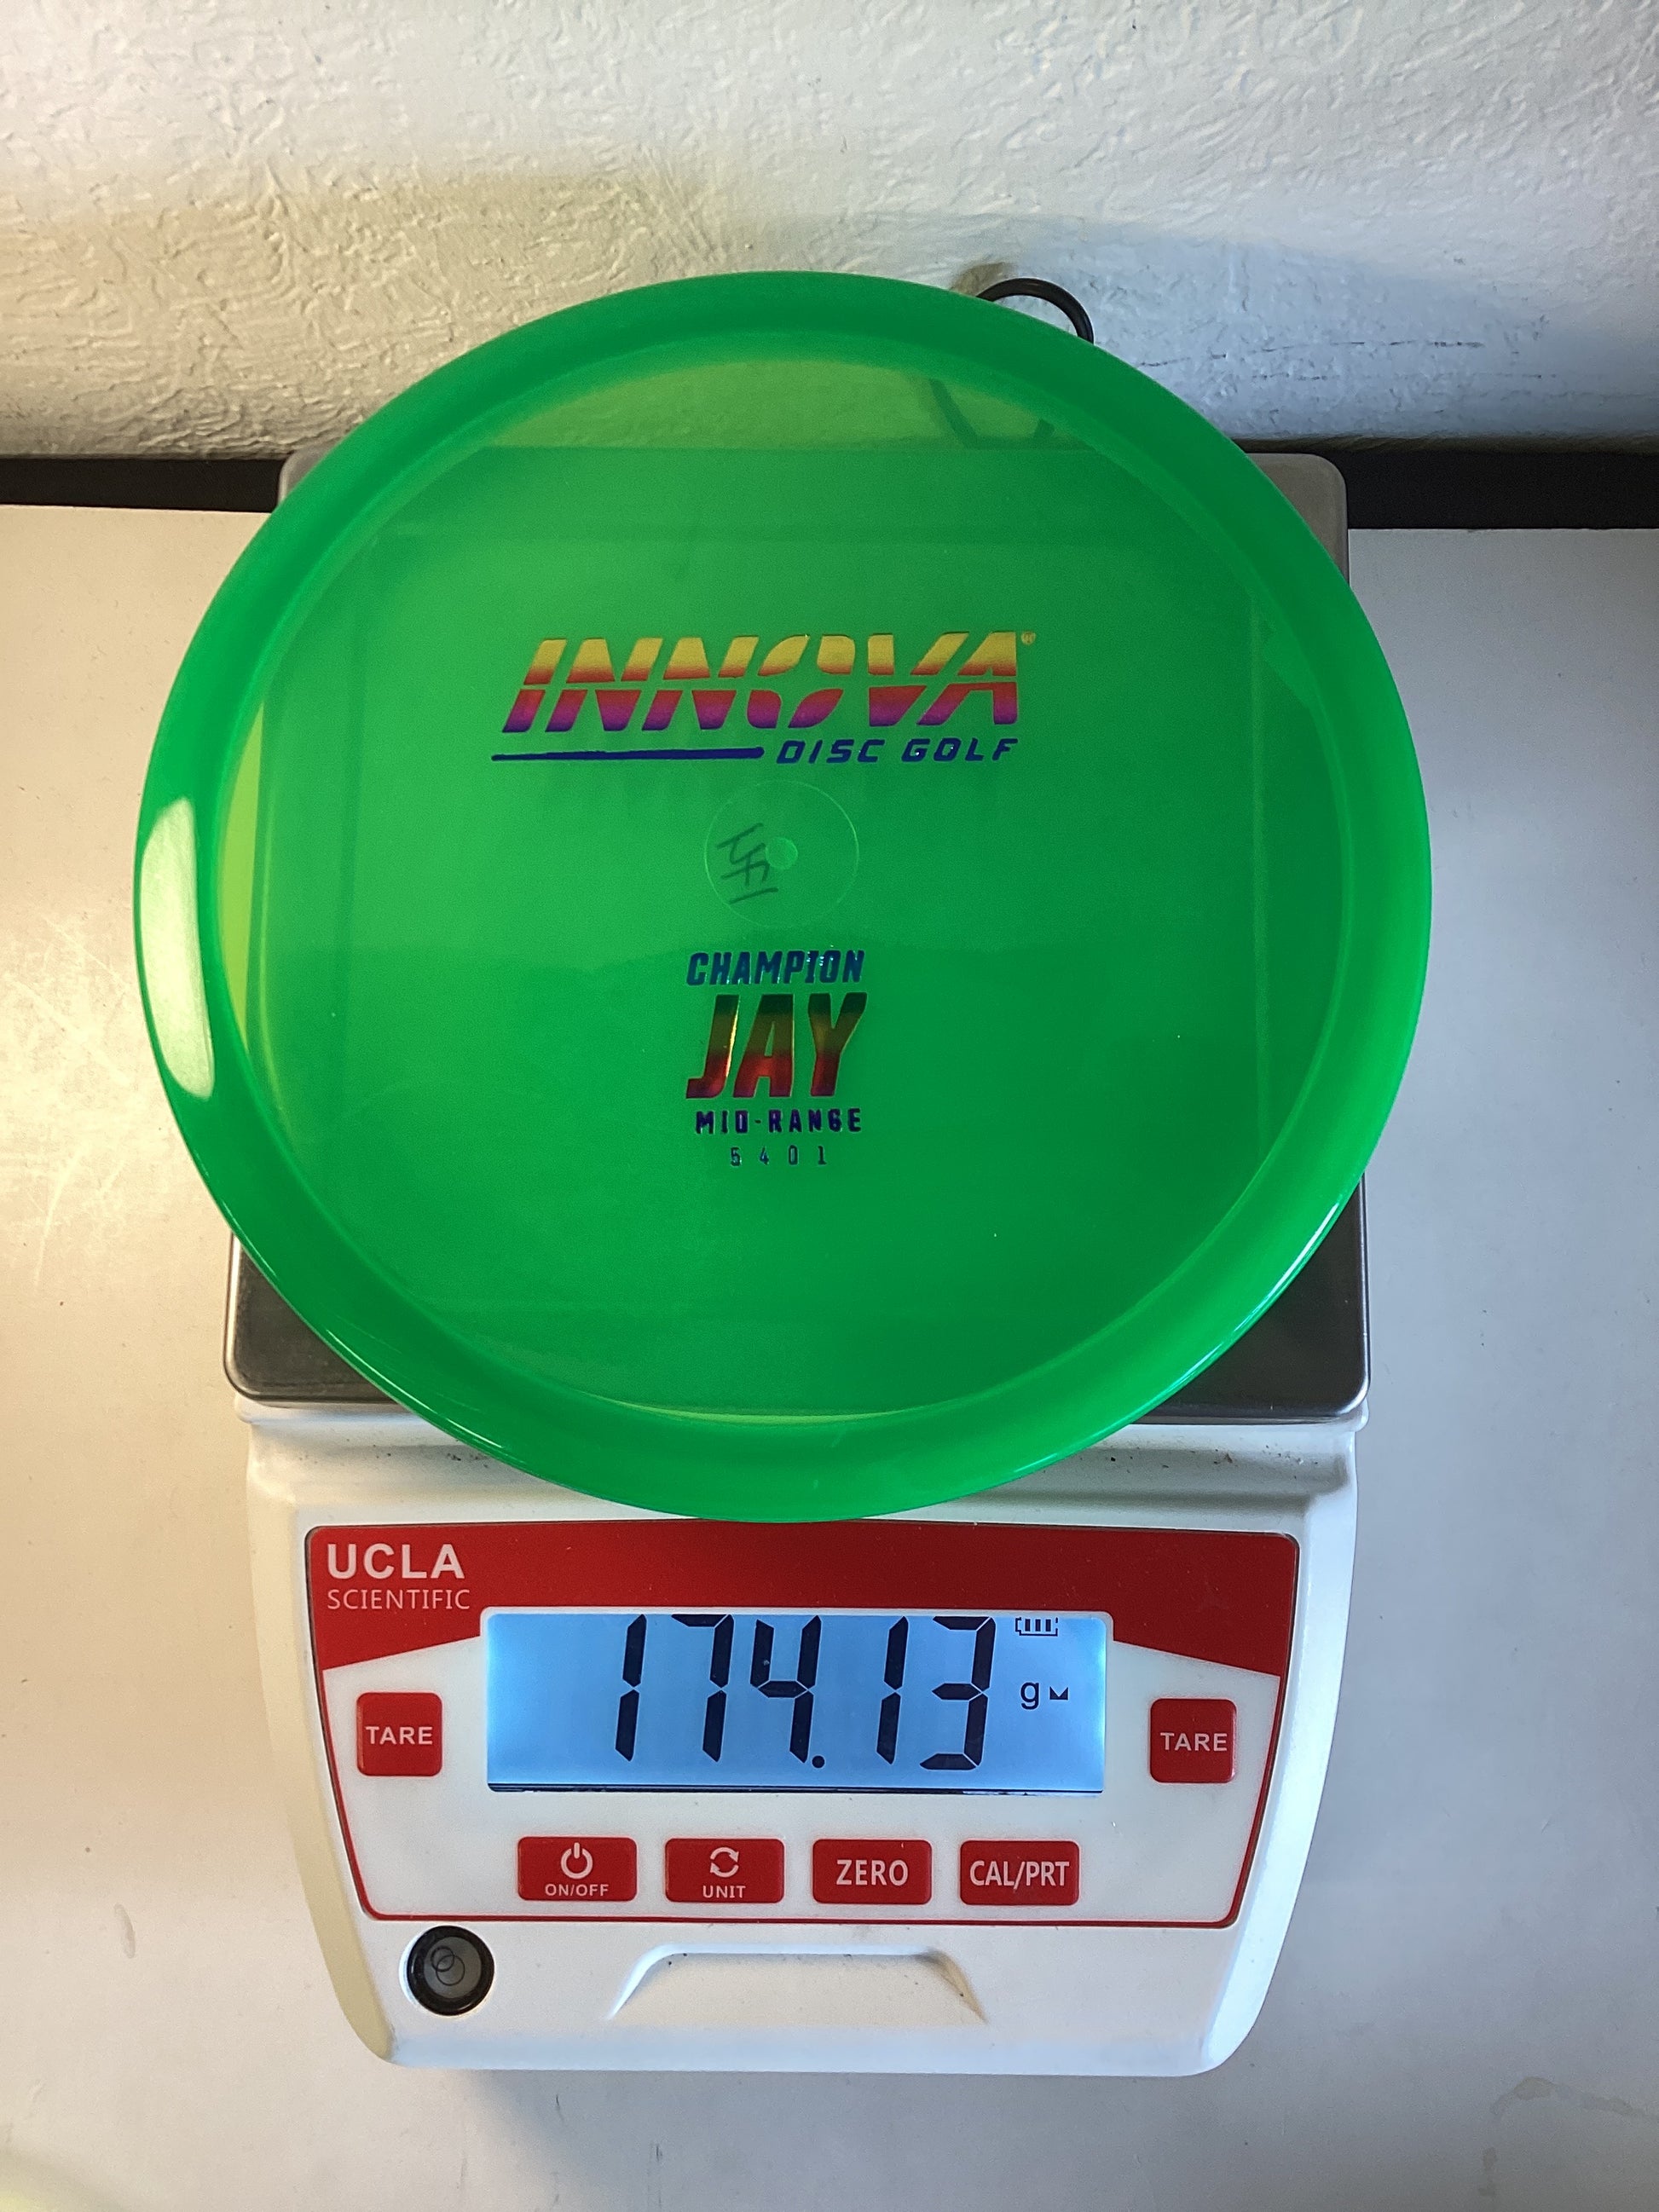 INNOVA®
DISC GOLF
CHAMPION
JAY
MID-RANGE
5 4 0 1
UCLA
SCIENTIFIC
174.13
g
TARE
TARE
ON/OFF
UNIT
ZERO
CAL/PRT